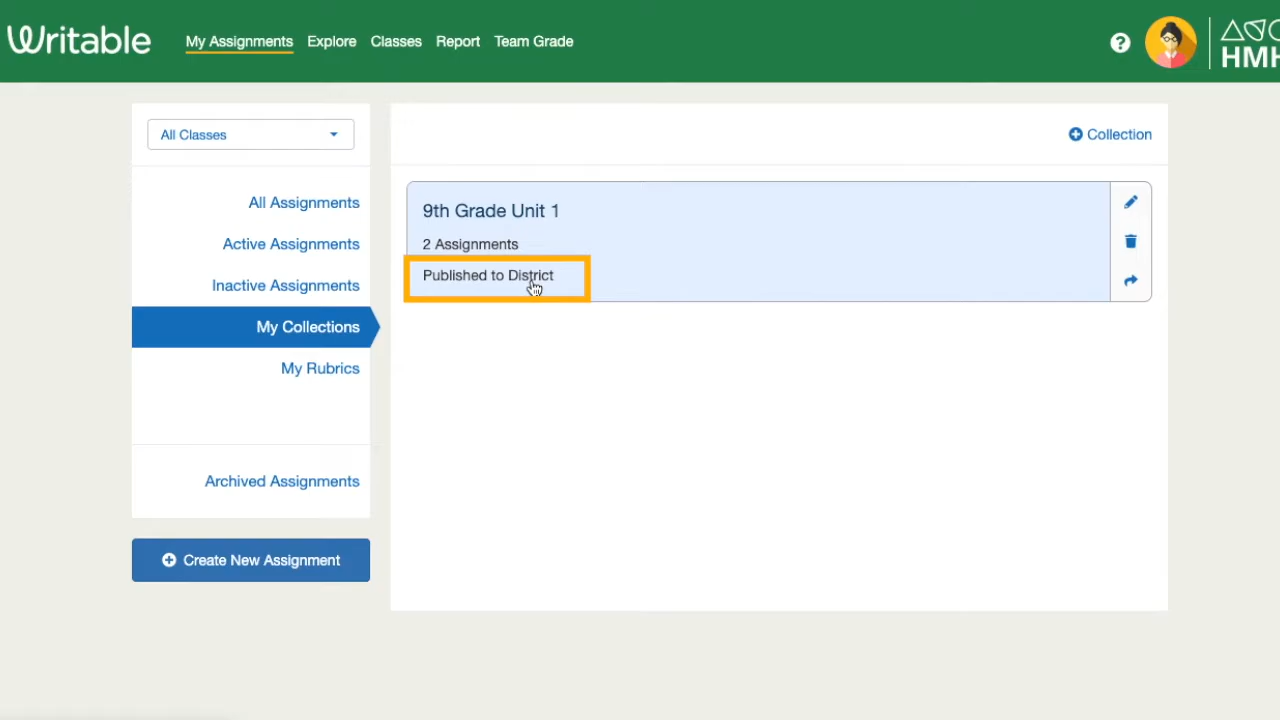 Writable My Assignments Explore Classes Report Team Grade ?
HMH
All Classes
Collection
All Assignments
Active Assignments
Inactive Assignments
My Collections
My Rubrics
Archived Assignments
Create New Assignment
9th Grade Unit 1
2 Assignments
Published to District